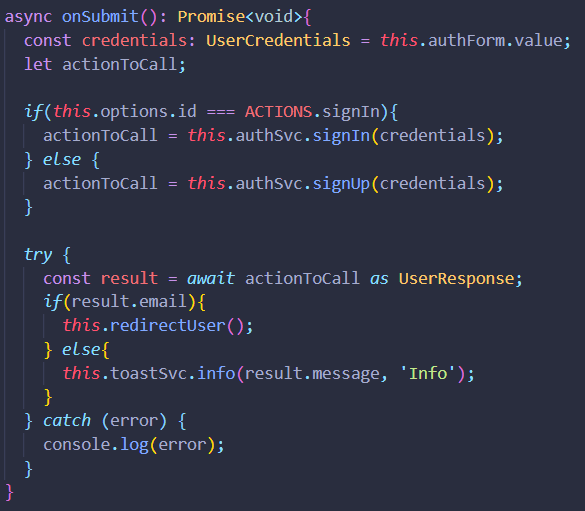 async onSubmit(): Promise<void>{
  const credentials: UserCredentials = this.authForm.value;
  let actionToCall;

  if(this.options.id === ACTIONS.signIn){
    actionToCall = this.authSvc.signIn(credentials);
  } else {
    actionToCall = this.authSvc.signUp(credentials);
  }

  try {
    const result = await actionToCall as UserResponse;
    if(result.email){
      this.redirectUser();
    } else{
      this.toastSvc.info(result.message, 'Info');
    }
  } catch (error) {
    console.log(error);
  }
}